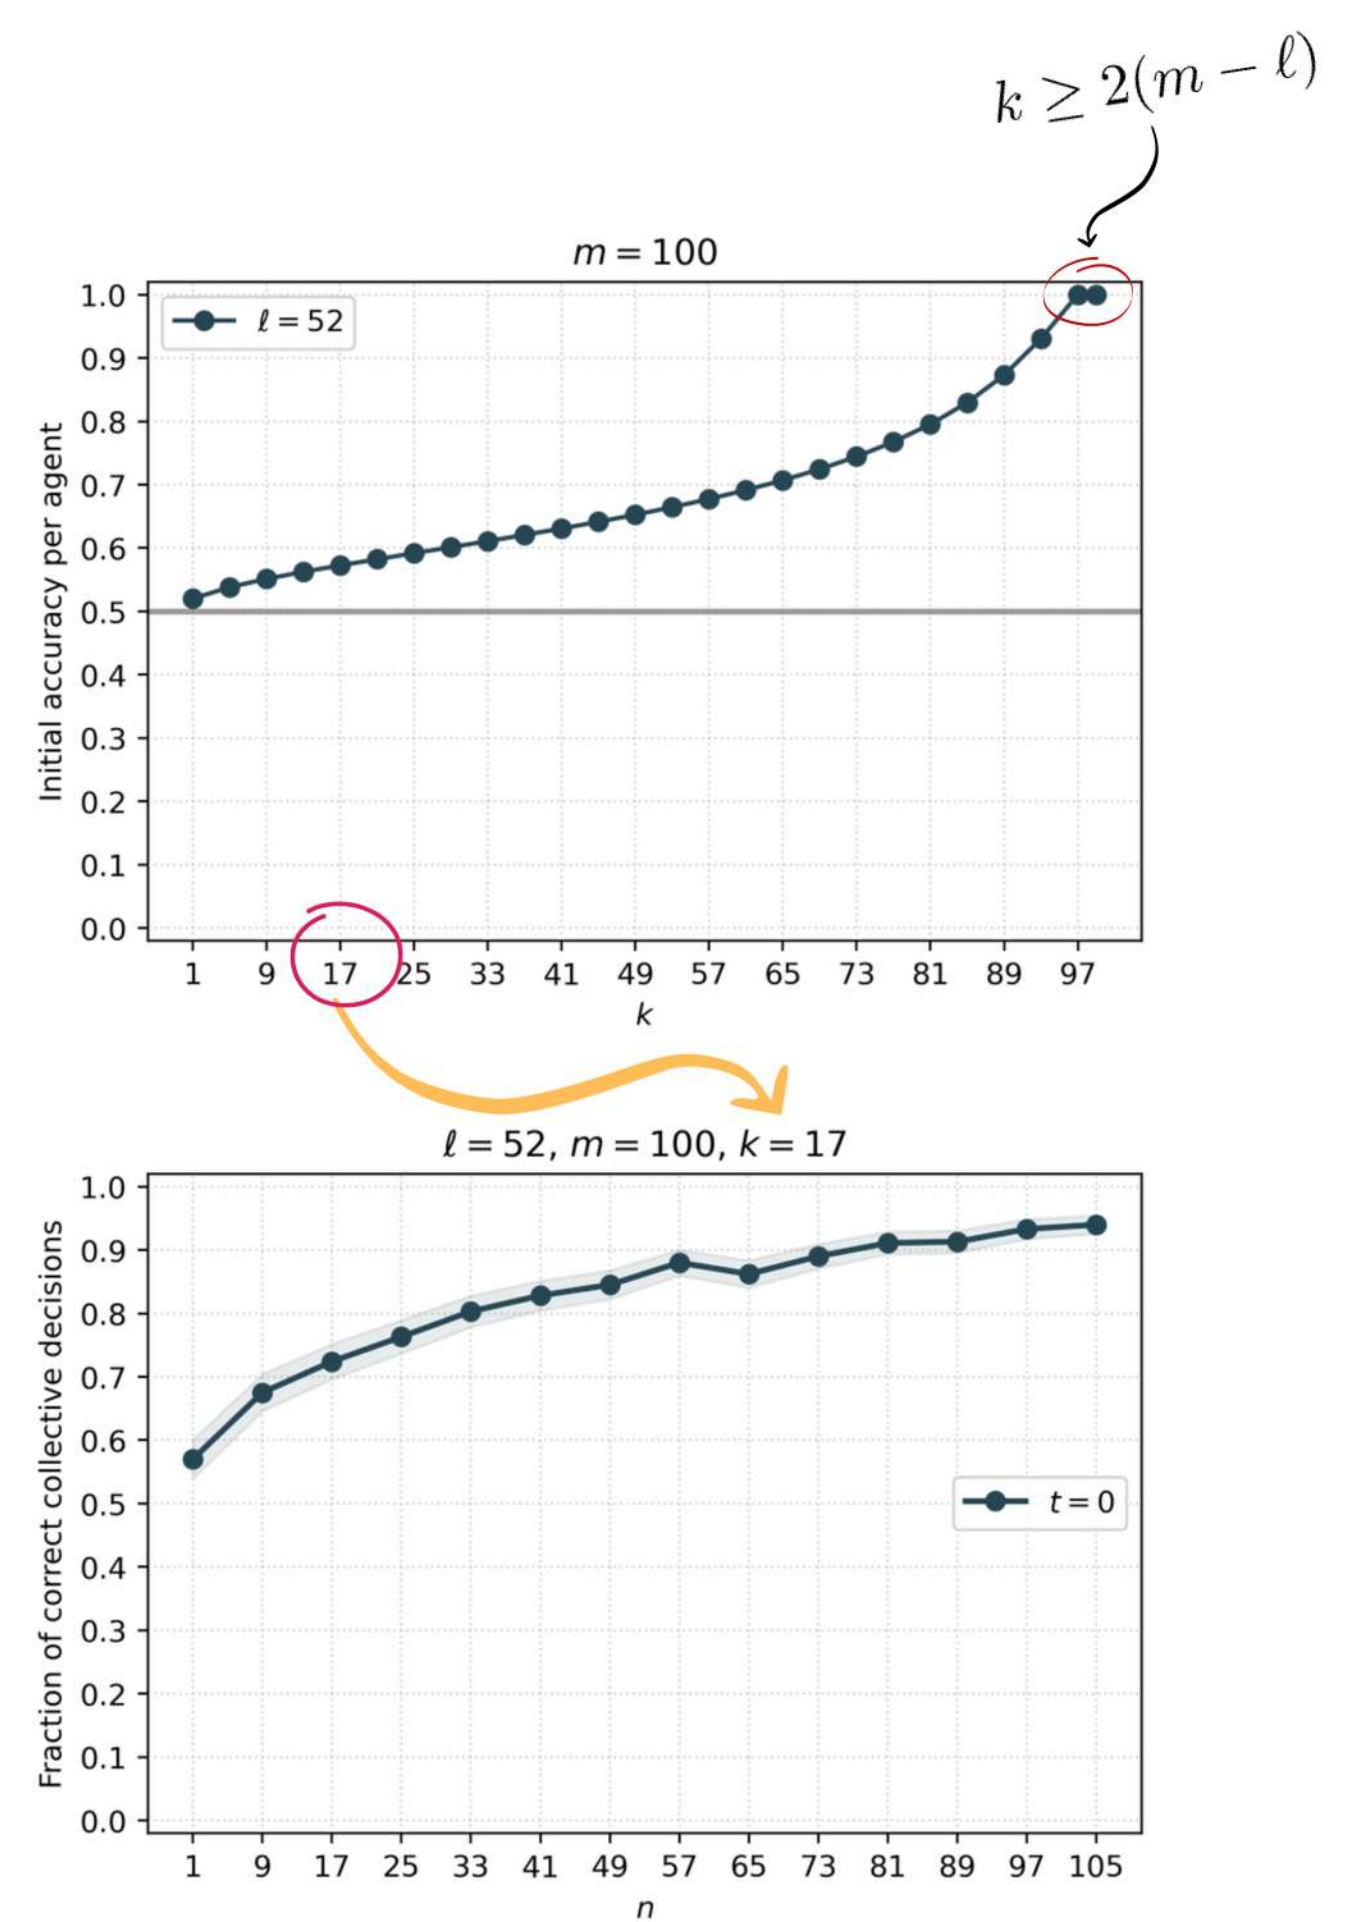 k ≥ 2(m − ℓ)
m = 100
1.0
0.9
0.8
0.7
0.6
0.5
0.4
0.3
0.2
0.1
0.0
ℓ = 52
Initial accuracy per agent
1 9 17 25 33 41 49 57 65 73 81 89 97
k
ℓ = 52, m = 100, k = 17
1.0
0.9
0.8
0.7
0.6
0.5
0.4
0.3
0.2
0.1
0.0
Fraction of correct collective decisions
t = 0
1 9 17 25 33 41 49 57 65 73 81 89 97 105
n